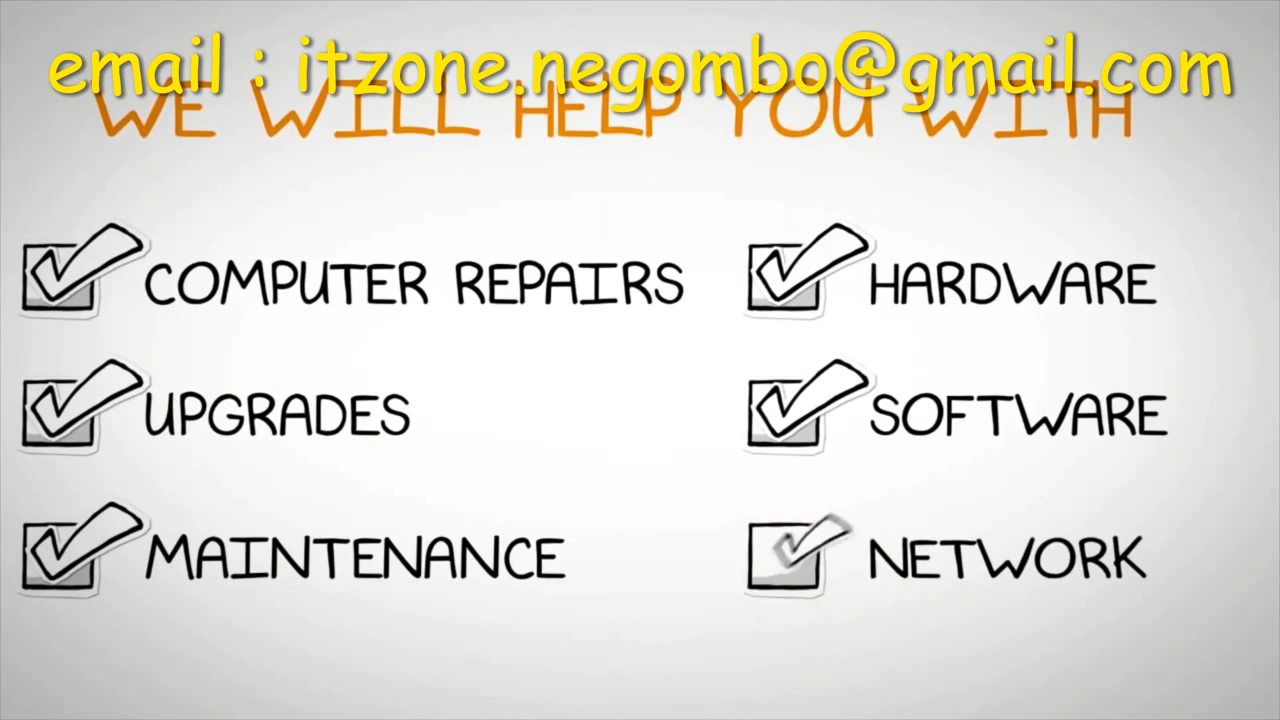 email : itzone.negombo@gmail.com
WE WILL HELP YOU WITH
COMPUTER REPAIRS
UPGRADES
MAINTENANCE
HARDWARE
SOFTWARE
NETWORK